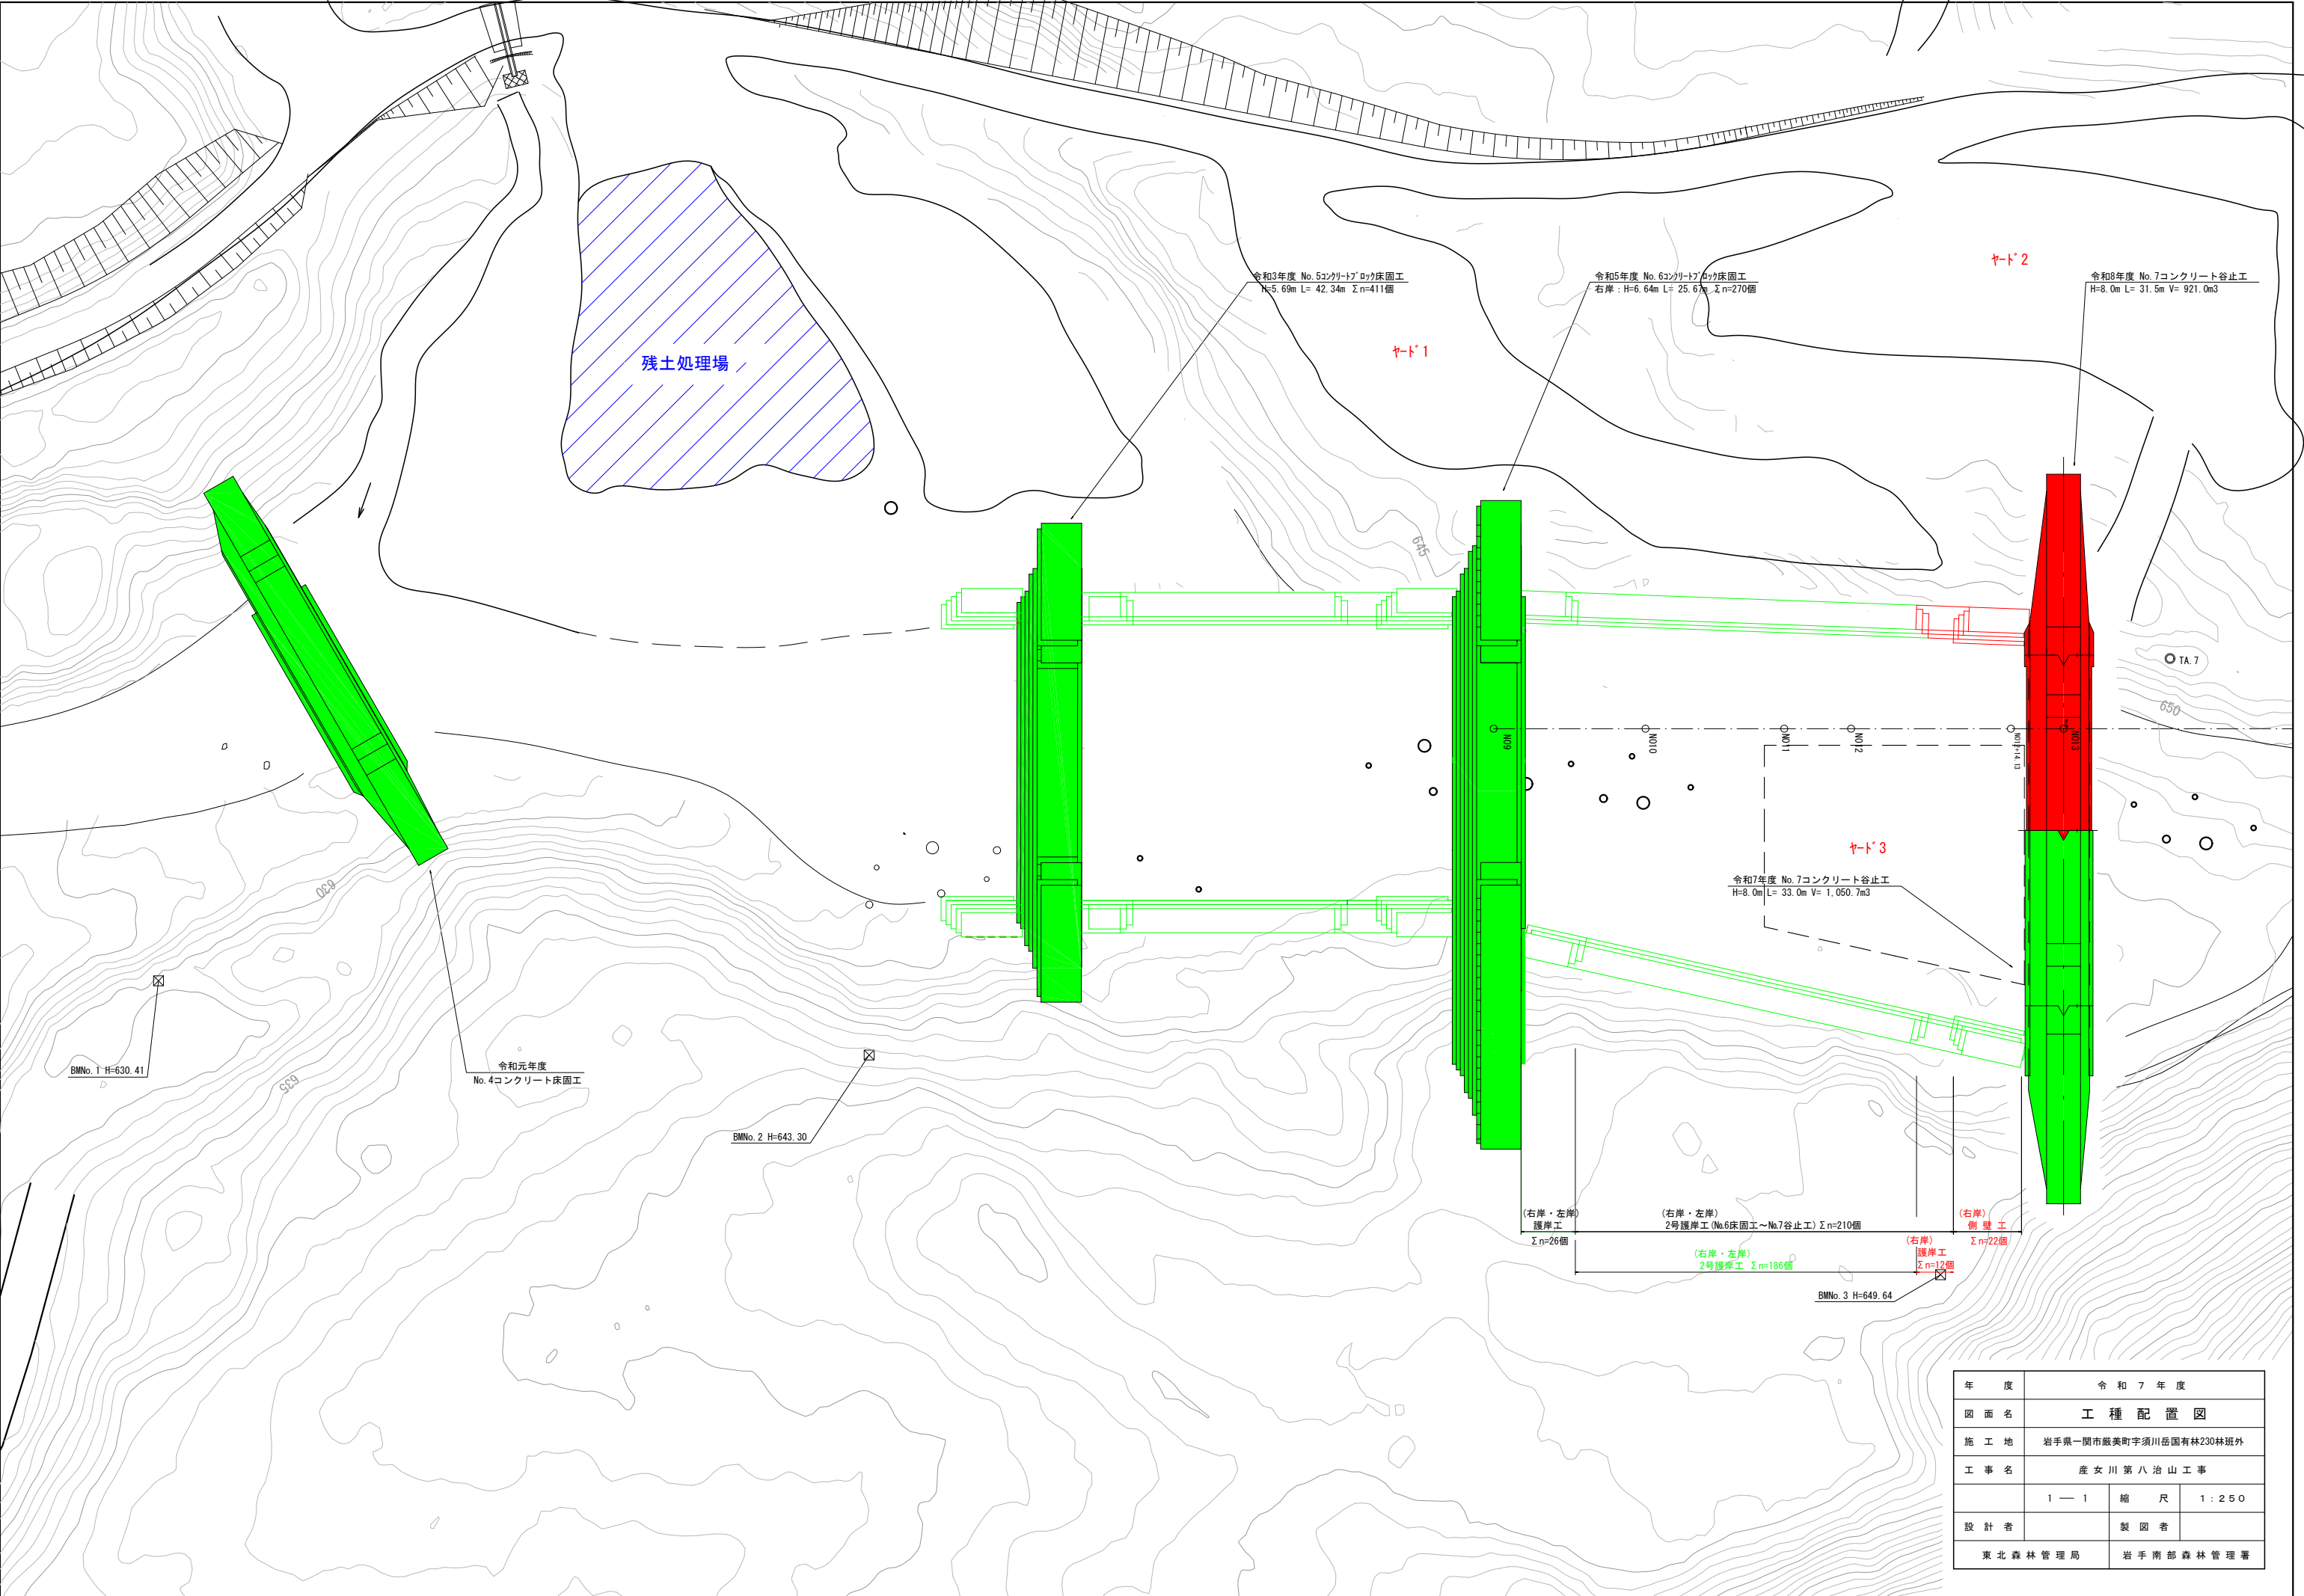 令和3年度 No.5コンクリートブロック床固工
H=5.69m L= 42.34m Σn=411個
令和5年度 No.6コンクリートブロック床固工
右岸：H=6.64m L= 25.67m Σn=270個
ヤード2
令和8年度 No.7コンクリート谷止工
H=8.0m L= 31.5m V= 921.0m3
ヤード1
残土処理場
645
TA.7
650
NO9
NO10
NO11
NO12
NO12+14.13
NO13
ヤード3
令和7年度 No.7コンクリート谷止工
H=8.0m L= 33.0m V= 1,050.7m3
630
635
BMNo.1 H=630.41
令和元年度
No.4コンクリート床固工
BMNo.2 H=643.30
(右岸・左岸)
護岸工
Σn=26個
(右岸・左岸)
2号護岸工(No.6床固工～No.7谷止工)Σn=210個
(右岸)
側壁工
Σn=22個
(右岸・左岸)
2号護岸工 Σn=186個
(右岸)
護岸工
Σn=12個
BMNo.3 H=649.64
年度 令和7年度
図面名 工種配置図
施工地 岩手県一関市厳美町字須川岳国有林230林班外
工事名 産女川第八治山工事
1 ― 1 縮尺 1:250
設計者 製図者
東北森林管理局 岩手南部森林管理署